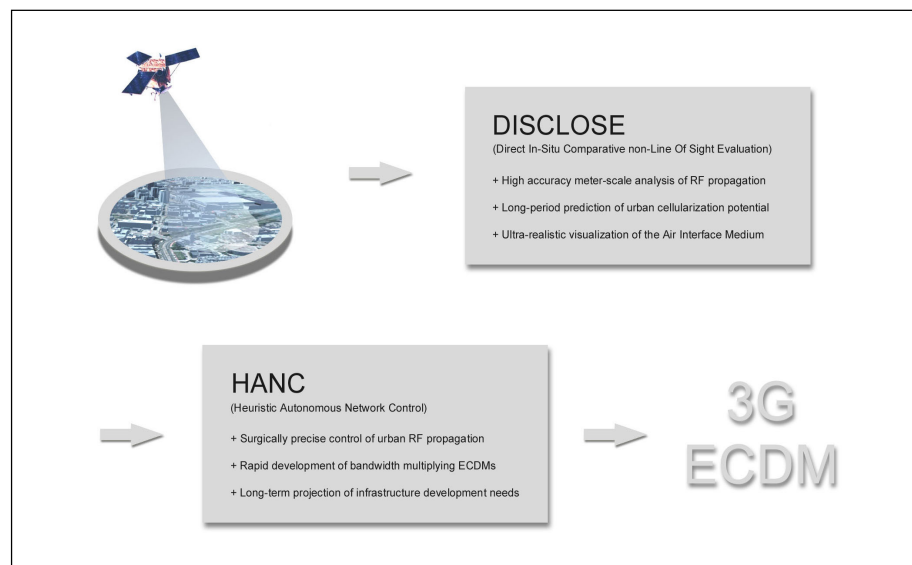 DISCLOSE
(Direct In-Situ Comparative non-Line Of Sight Evaluation)
+ High accuracy meter-scale analysis of RF propagation
+ Long-period prediction of urban cellularization potential
+ Ultra-realistic visualization of the Air Interface Medium
HANC
(Heuristic Autonomous Network Control)
+ Surgically precise control of urban RF propagation
+ Rapid development of bandwidth multiplying ECDMs
+ Long-term projection of infrastructure development needs
3G
ECDM